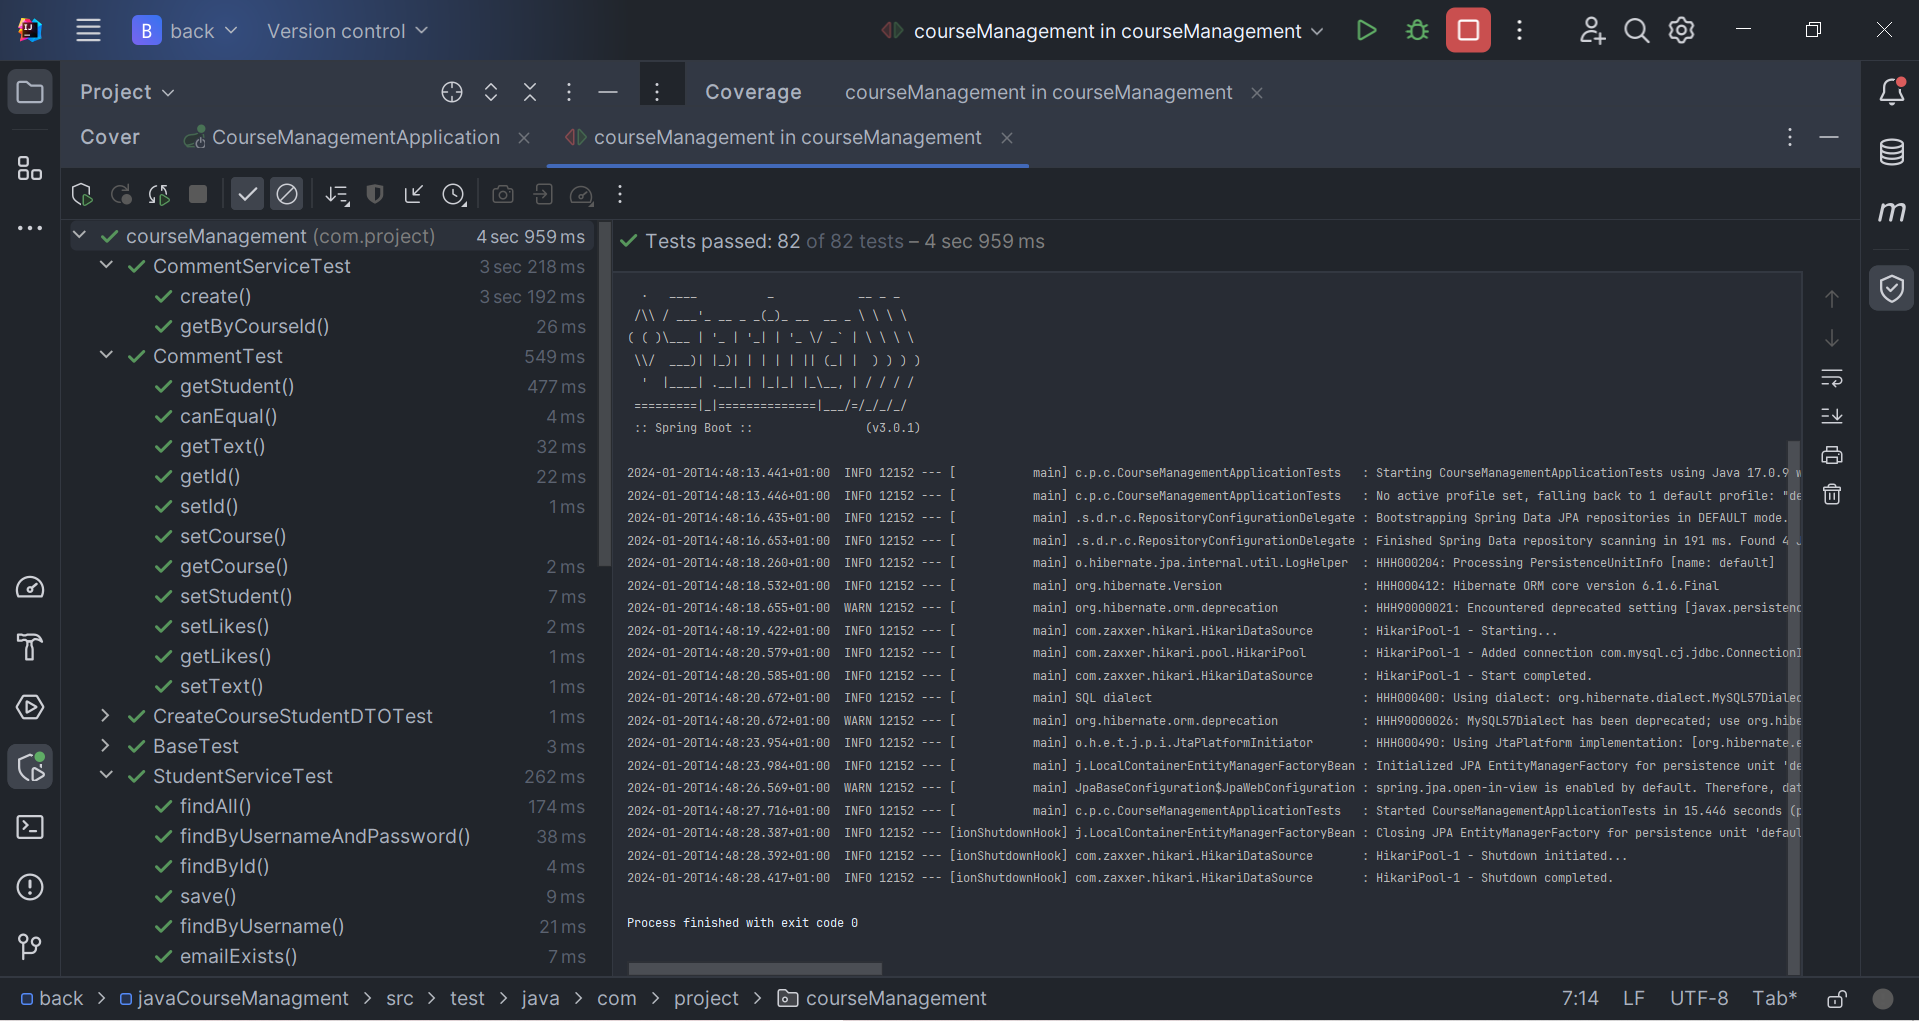 B back Version control courseManagement in courseManagement
Project Coverage courseManagement in courseManagement
Cover CourseManagementApplication courseManagement in courseManagement
courseManagement (com.project) 4 sec 959 ms
CommentServiceTest 3 sec 218 ms
create() 3 sec 192 ms
getByCourseId() 26 ms
CommentTest 549 ms
getStudent() 477 ms
canEqual() 4 ms
getText() 32 ms
getId() 22 ms
setId() 1 ms
setCourse()
getCourse() 2 ms
setStudent() 7 ms
setLikes() 2 ms
getLikes() 1 ms
setText() 1 ms
CreateCourseStudentDTOTest 1 ms
BaseTest 3 ms
StudentServiceTest 262 ms
findAll() 174 ms
findByUsernameAndPassword() 38 ms
findById() 4 ms
save() 9 ms
findByUsername() 21 ms
emailExists() 7 ms
Tests passed: 82 of 82 tests – 4 sec 959 ms
:: Spring Boot :: (v3.0.1)
2024-01-20T14:48:13.441+01:00 INFO 12152 --- [ main] c.p.c.CourseManagementApplicationTests : Starting CourseManagementApplicationTests using Java 17.0.9 w
2024-01-20T14:48:13.446+01:00 INFO 12152 --- [ main] c.p.c.CourseManagementApplicationTests : No active profile set, falling back to 1 default profile: "de
2024-01-20T14:48:16.435+01:00 INFO 12152 --- [ main] .s.d.r.c.RepositoryConfigurationDelegate : Bootstrapping Spring Data JPA repositories in DEFAULT mode.
2024-01-20T14:48:16.653+01:00 INFO 12152 --- [ main] .s.d.r.c.RepositoryConfigurationDelegate : Finished Spring Data repository scanning in 191 ms. Found 4 J
2024-01-20T14:48:18.260+01:00 INFO 12152 --- [ main] o.hibernate.jpa.internal.util.LogHelper : HHH000204: Processing PersistenceUnitInfo [name: default]
2024-01-20T14:48:18.532+01:00 INFO 12152 --- [ main] org.hibernate.Version : HHH000412: Hibernate ORM core version 6.1.6.Final
2024-01-20T14:48:18.655+01:00 WARN 12152 --- [ main] org.hibernate.orm.deprecation : HHH90000021: Encountered deprecated setting [javax.persistenc
2024-01-20T14:48:19.422+01:00 INFO 12152 --- [ main] com.zaxxer.hikari.HikariDataSource : HikariPool-1 - Starting...
2024-01-20T14:48:20.579+01:00 INFO 12152 --- [ main] com.zaxxer.hikari.pool.HikariPool : HikariPool-1 - Added connection com.mysql.cj.jdbc.ConnectionI
2024-01-20T14:48:20.585+01:00 INFO 12152 --- [ main] com.zaxxer.hikari.HikariDataSource : HikariPool-1 - Start completed.
2024-01-20T14:48:20.672+01:00 INFO 12152 --- [ main] SQL dialect : HHH000400: Using dialect: org.hibernate.dialect.MySQL57Dialec
2024-01-20T14:48:20.672+01:00 WARN 12152 --- [ main] org.hibernate.orm.deprecation : HHH90000026: MySQL57Dialect has been deprecated; use org.hibe
2024-01-20T14:48:23.954+01:00 INFO 12152 --- [ main] o.h.e.t.j.p.i.JtaPlatformInitiator : HHH000490: Using JtaPlatform implementation: [org.hibernate.e
2024-01-20T14:48:23.984+01:00 INFO 12152 --- [ main] j.LocalContainerEntityManagerFactoryBean : Initialized JPA EntityManagerFactory for persistence unit 'de
2024-01-20T14:48:26.569+01:00 WARN 12152 --- [ main] JpaBaseConfiguration$JpaWebConfiguration : spring.jpa.open-in-view is enabled by default. Therefore, dat
2024-01-20T14:48:27.716+01:00 INFO 12152 --- [ main] c.p.c.CourseManagementApplicationTests : Started CourseManagementApplicationTests in 15.446 seconds (p
2024-01-20T14:48:28.387+01:00 INFO 12152 --- [ionShutdownHook] j.LocalContainerEntityManagerFactoryBean : Closing JPA EntityManagerFactory for persistence unit 'defaul
2024-01-20T14:48:28.392+01:00 INFO 12152 --- [ionShutdownHook] com.zaxxer.hikari.HikariDataSource : HikariPool-1 - Shutdown initiated...
2024-01-20T14:48:28.417+01:00 INFO 12152 --- [ionShutdownHook] com.zaxxer.hikari.HikariDataSource : HikariPool-1 - Shutdown completed.
Process finished with exit code 0
back > javaCourseManagment > src > test > java > com > project > courseManagement 7:14 LF UTF-8 Tab*